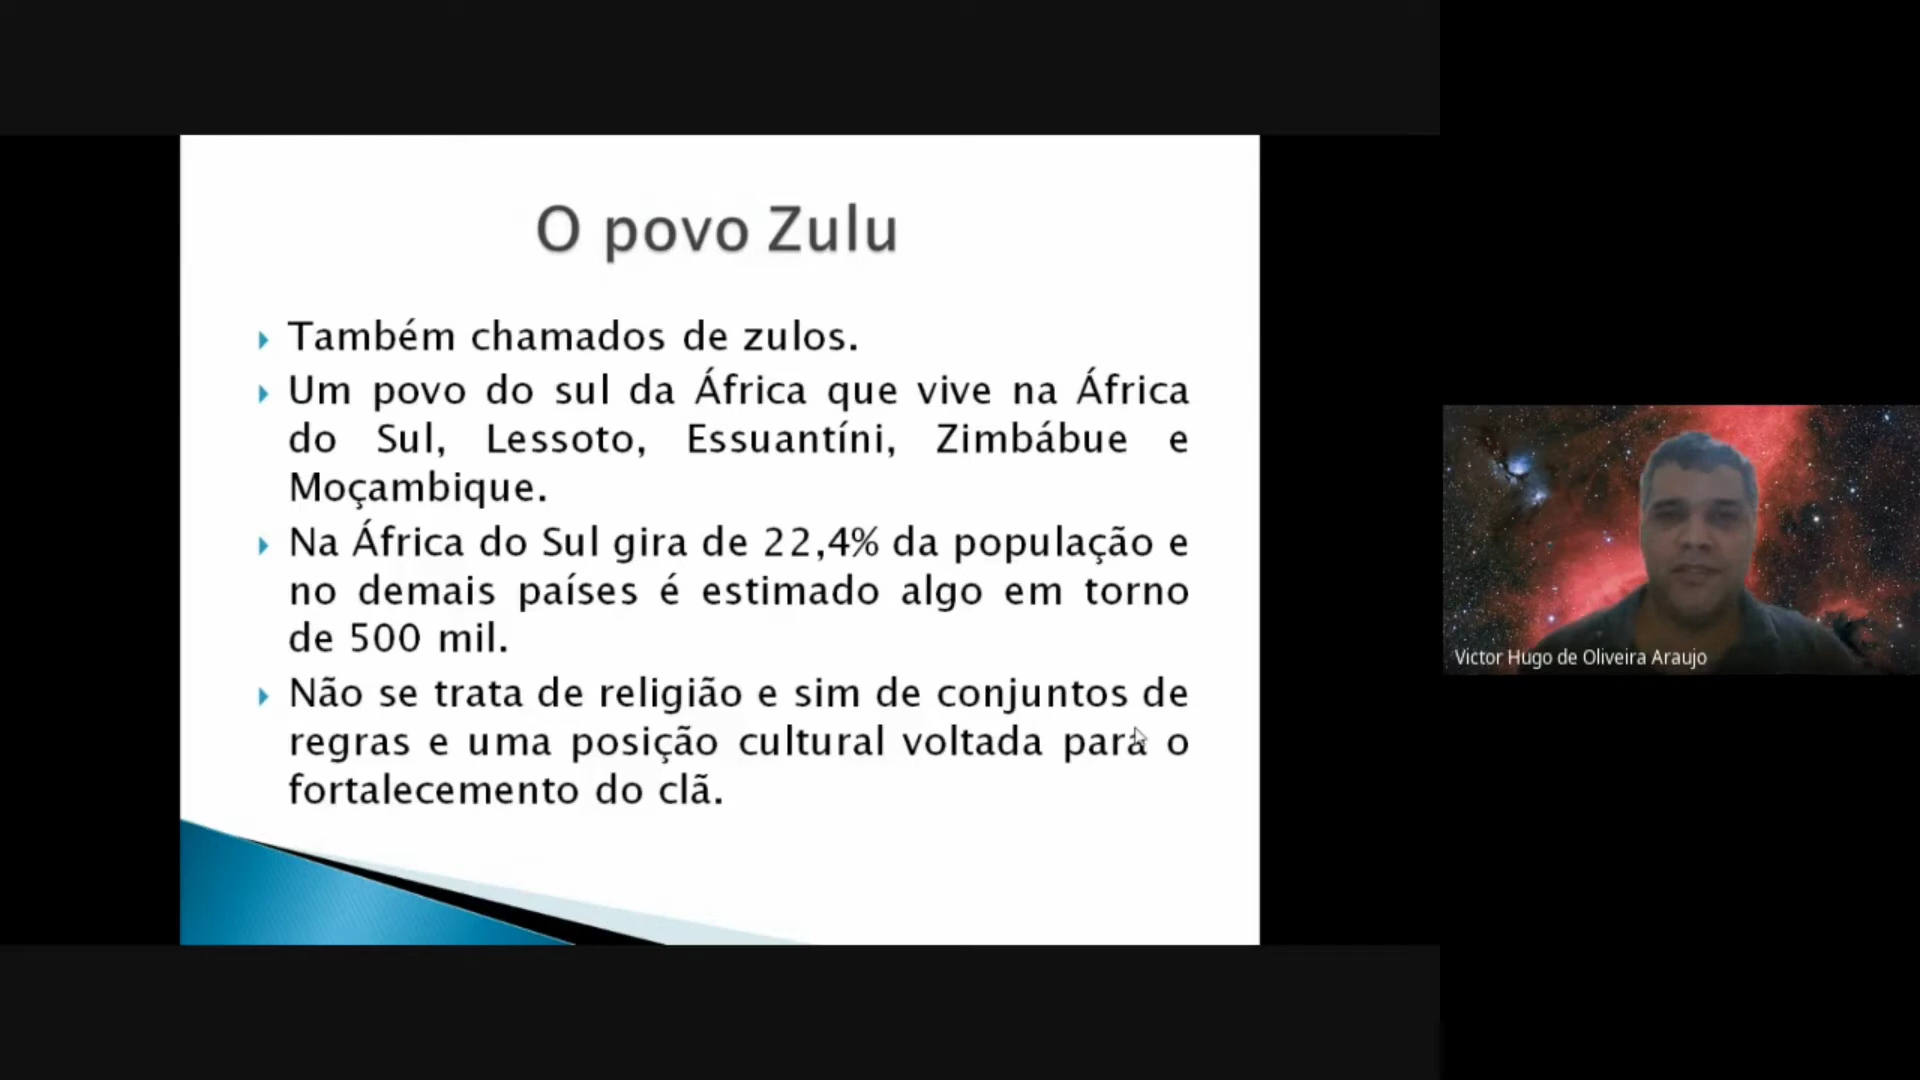 O povo Zulu
Também chamados de zulos.
Um povo do sul da África que vive na África
do Sul, Lessoto, Essuantíni, Zimbábue e
Moçambique.
Na África do Sul gira de 22,4% da população e
no demais países é estimado algo em torno
de 500 mil.
Não se trata de religião e sim de conjuntos de
regras e uma posição cultural voltada para o
fortalecemento do clã.
Victor Hugo de Oliveira Araujo